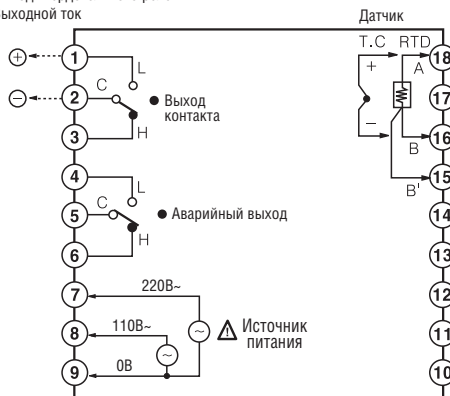 Выходной ток
Датчик
T.C RTD
1
L
+
A
18
2
C
Выход
контакта
17
3
H
−
B
16
4
L
B'
15
5
C
Аварийный выход
14
6
H
13
7
220В~
12
8
110В~
Источник
питания
11
9
0В
10